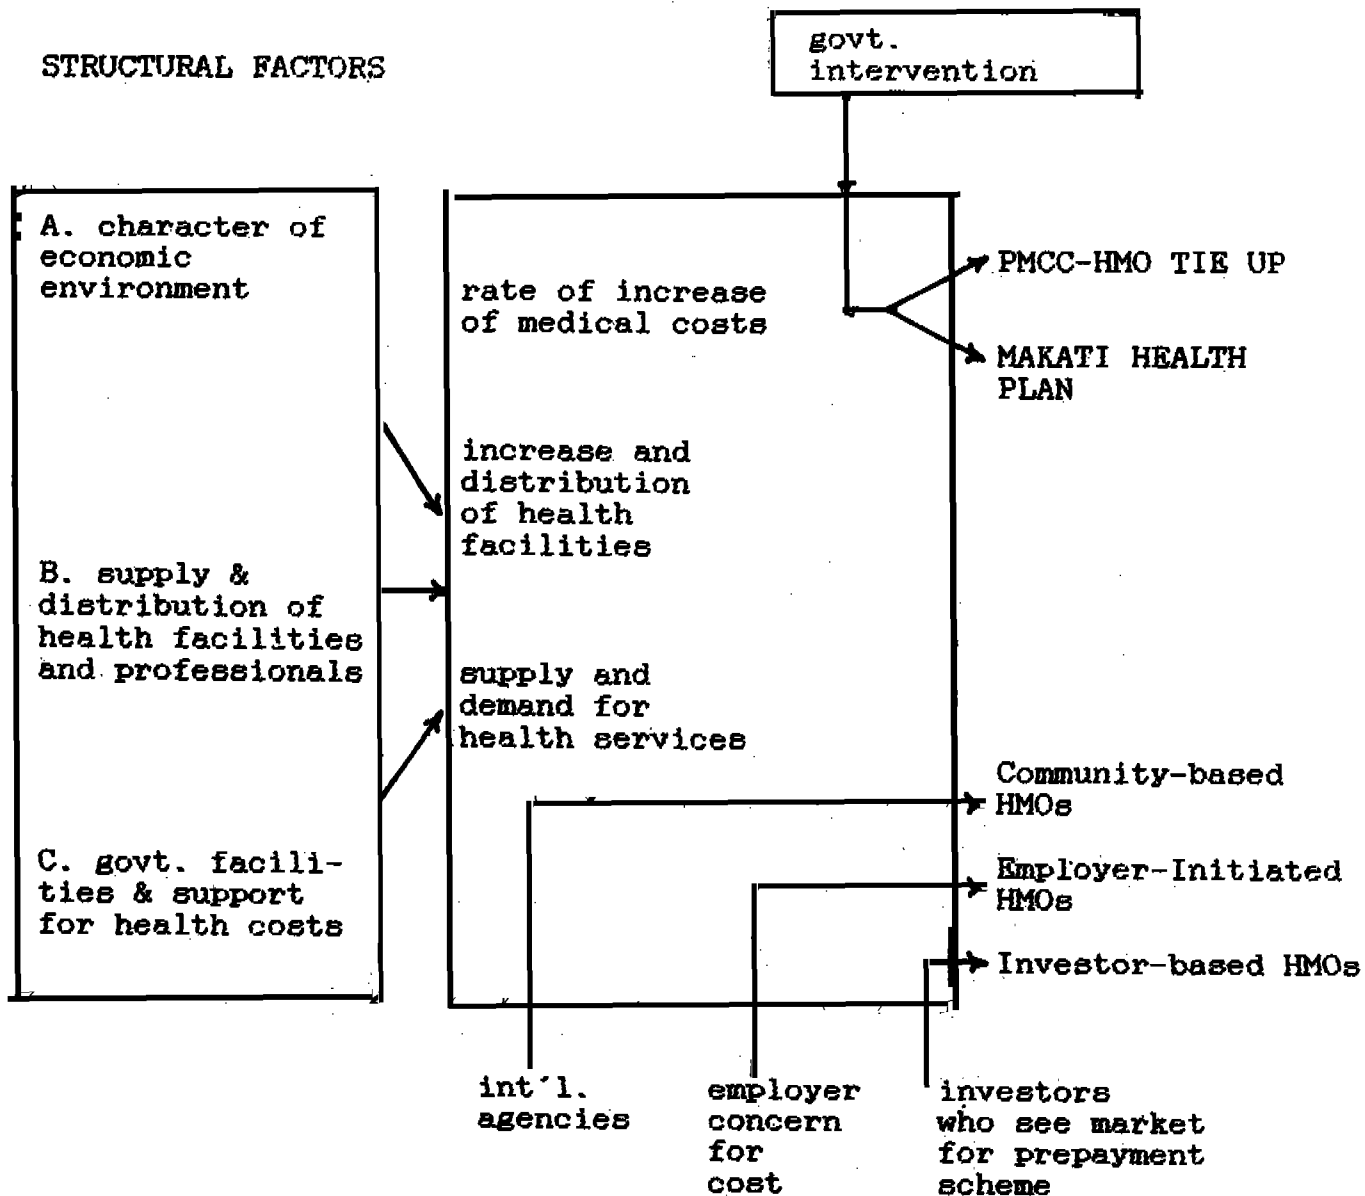 STRUCTURAL FACTORS
govt.
intervention
A. character of
economic
environment
B. supply &
distribution of
health facilities
and professionals
C. govt. facili-
ties & support
for health costs
rate of increase
of medical costs
increase and
distribution
of health
facilities
supply and
demand for
health services
PMCC-HMO TIE UP
MAKATI HEALTH
PLAN
Community-based
HMOs
Employer-Initiated
HMOs
Investor-based HMOs
int'l.
agencies
employer
concern
for
cost
investors
who see market
for prepayment
scheme